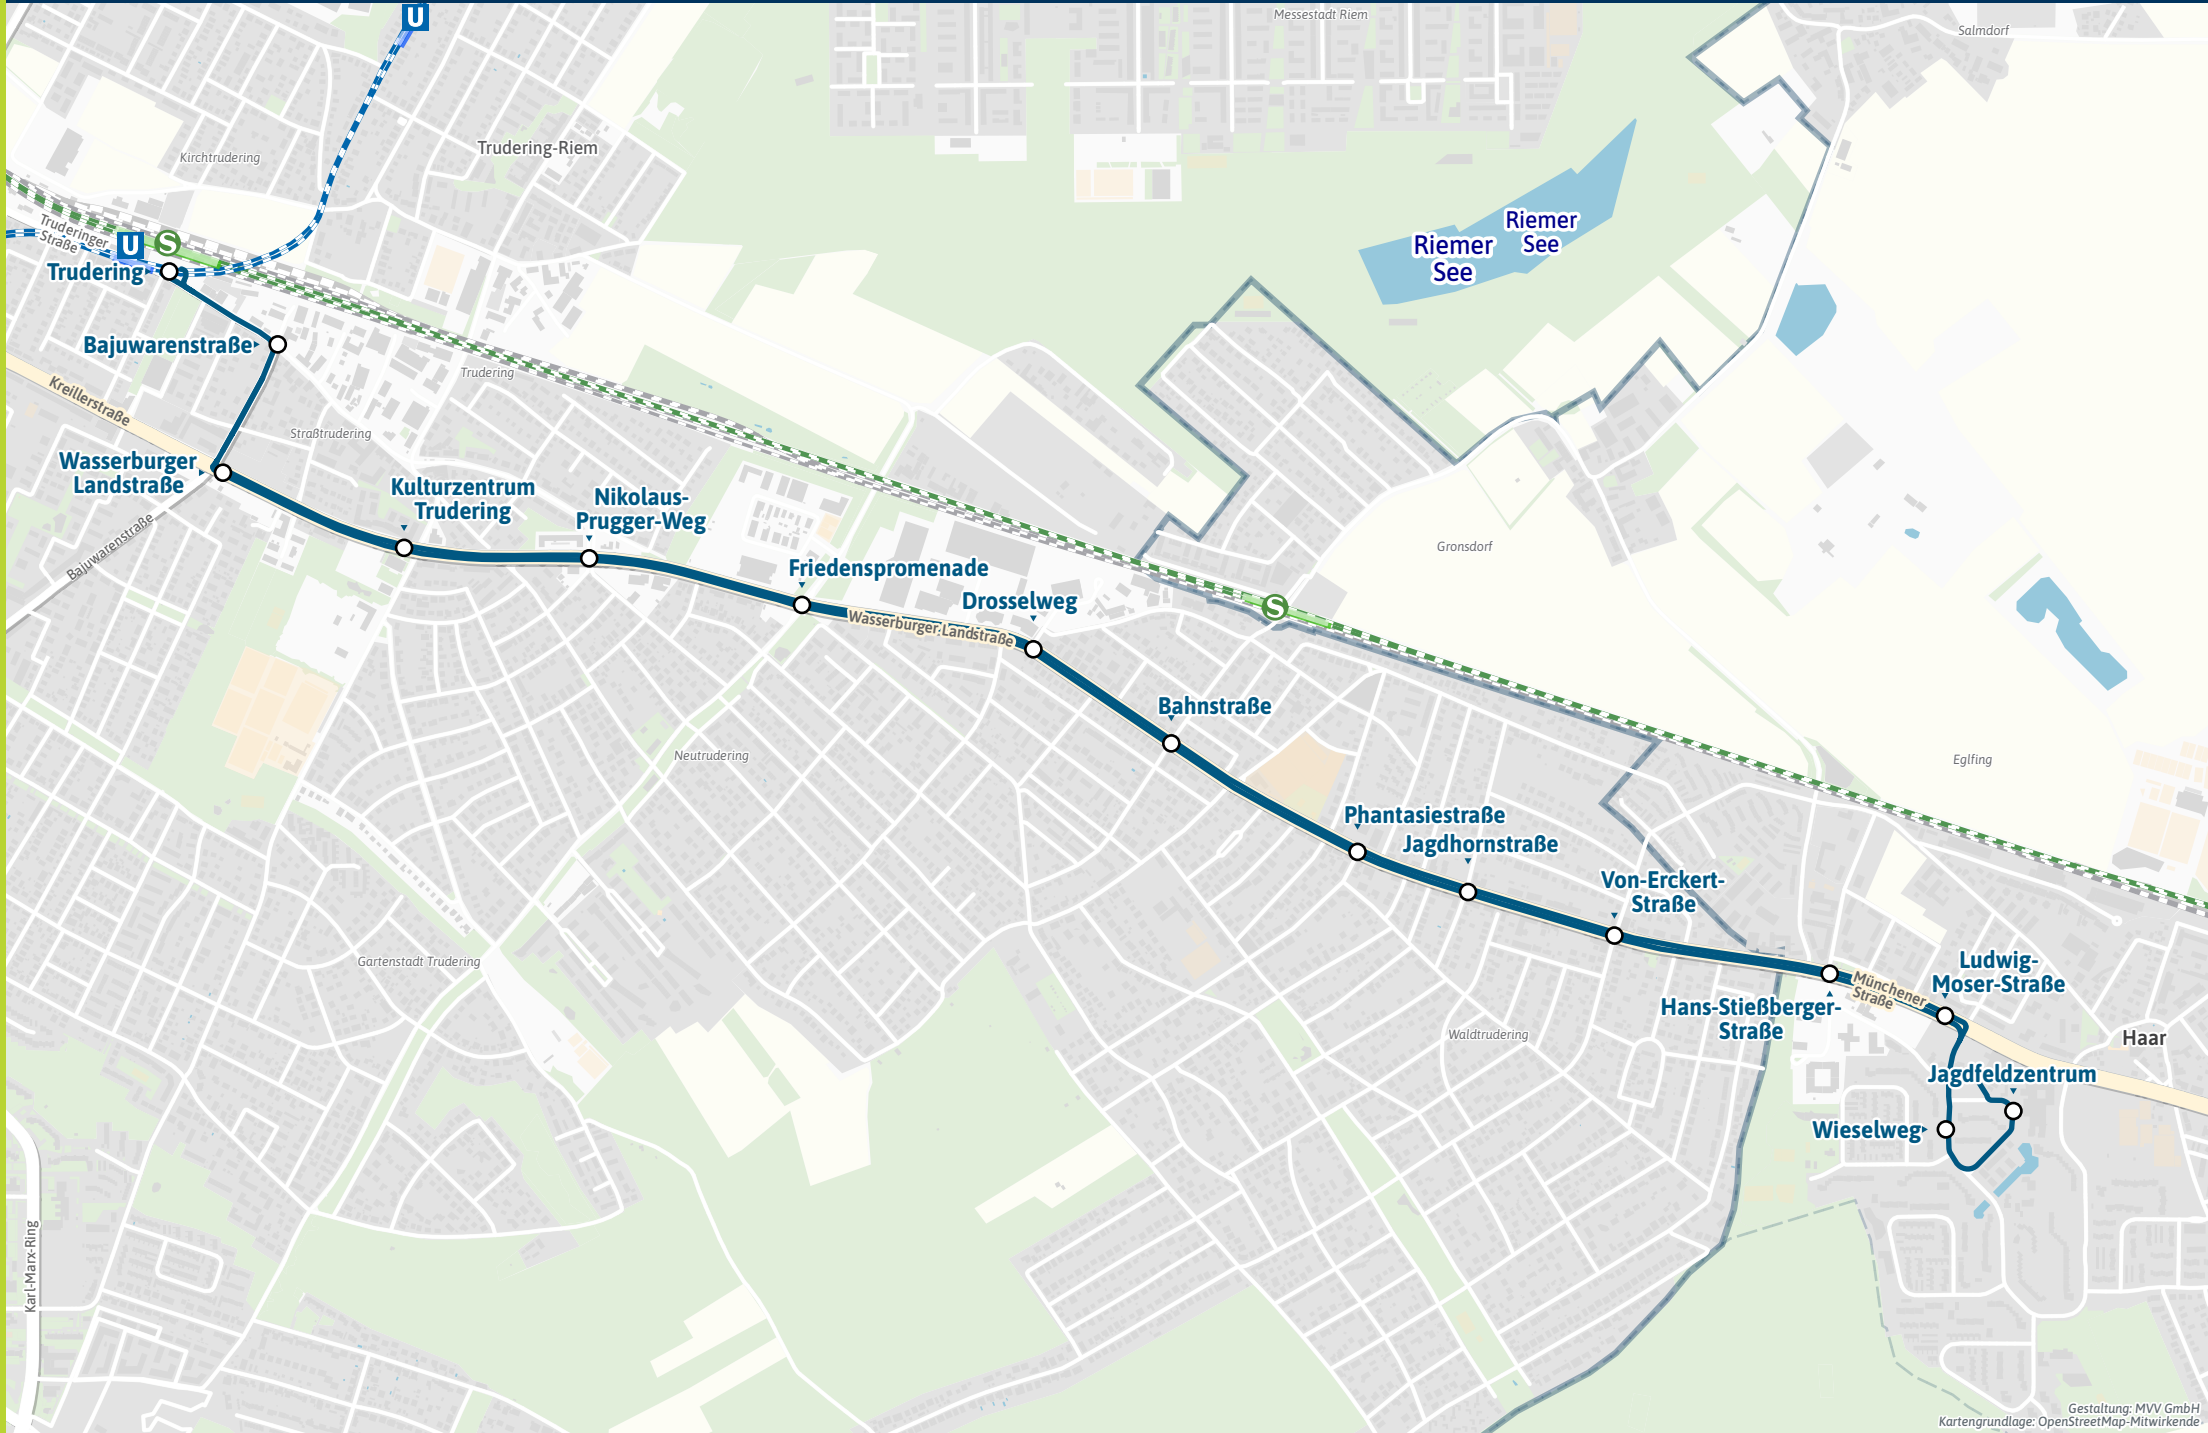 U
Messestadt Riem
Salmdorf
Kirchtrudering
Trudering-Riem
Truderinger
Straße
U
S
Trudering
Riemer
See
Riemer
See
Bajuwarenstraße
Trudering
Kreillerstraße
Straßtrudering
Wasserburger
Landstraße
Kulturzentrum
Trudering
Nikolaus-
Prugger-Weg
Bajuwarenstraße
Gronsdorf
Friedenspromenade
Drosselweg
S
Wasserburger Landstraße
Bahnstraße
Neutrudering
Eglfing
Phantasiestraße
Jagdhornstraße
Von-Erckert-
Straße
Gartenstadt Trudering
Ludwig-
Moser-Straße
Münchener
Straße
Hans-Stießberger-
Straße
Waldtrudering
Haar
Jagdfeldzentrum
Wieselweg
Karl-Marx-Ring
Gestaltung: MVV GmbH
Kartengrundlage: OpenStreetMap-Mitwirkende